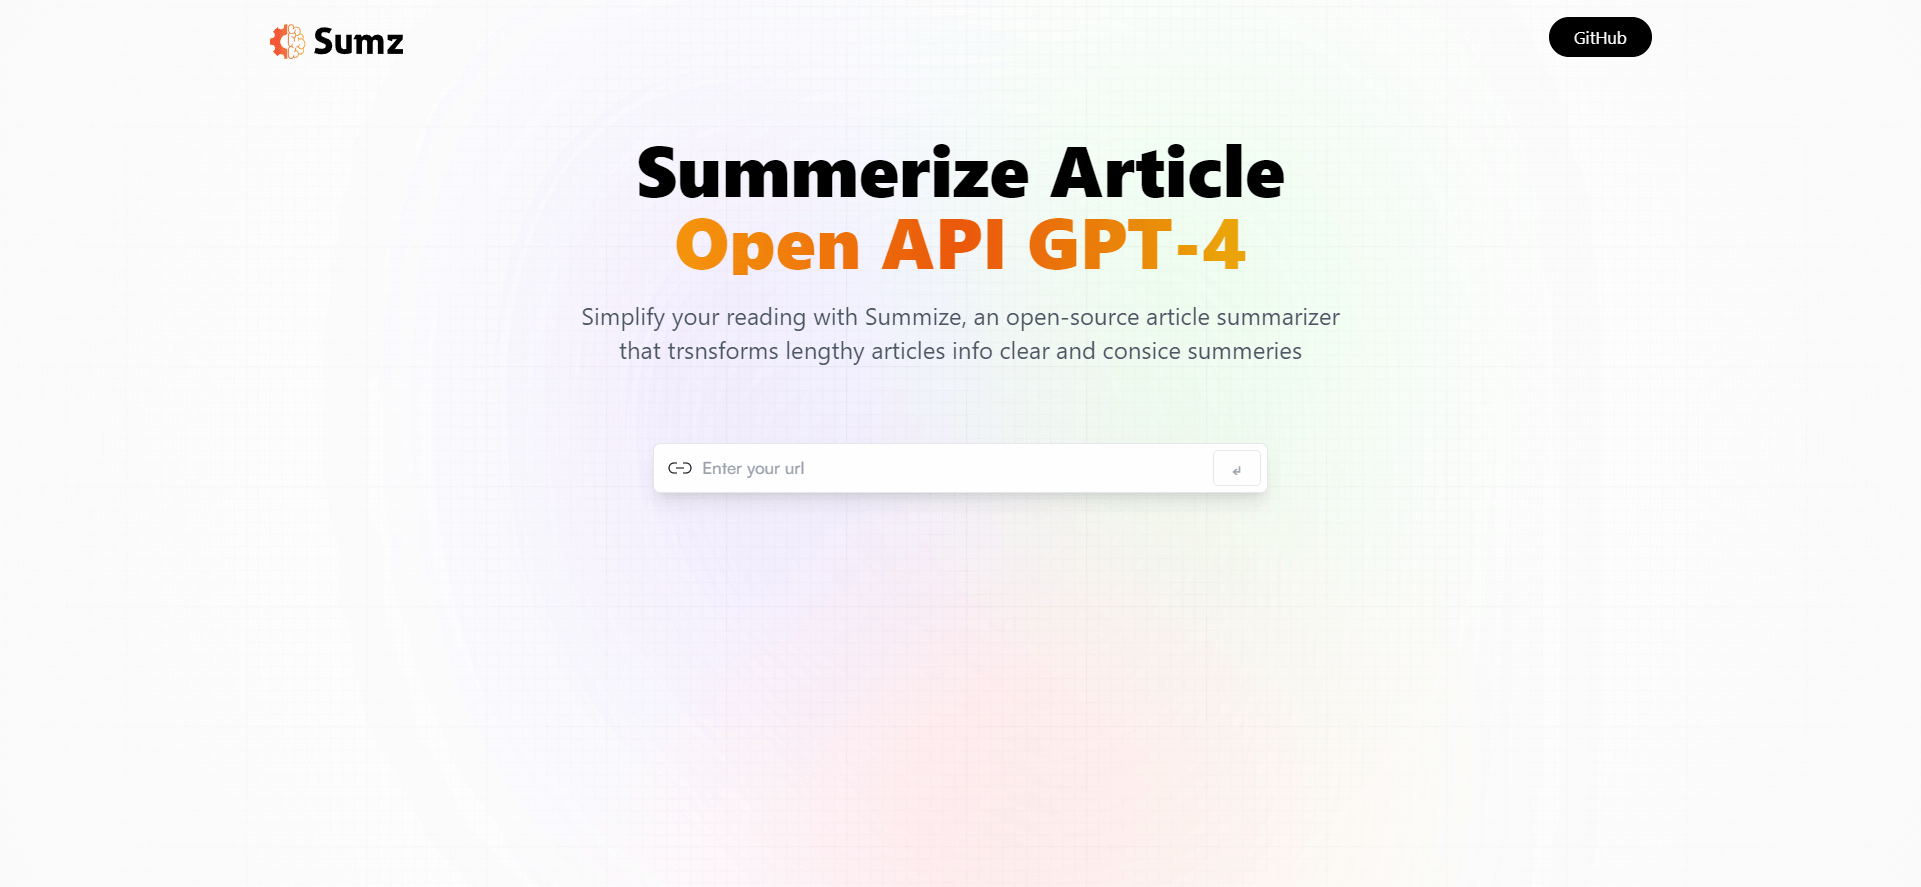 Sumz
GitHub
Summerize Article
Open API GPT-4
Simplify your reading with Summize, an open-source article summarizer
that trsnsforms lengthy articles info clear and consice summeries
Enter your url
↲